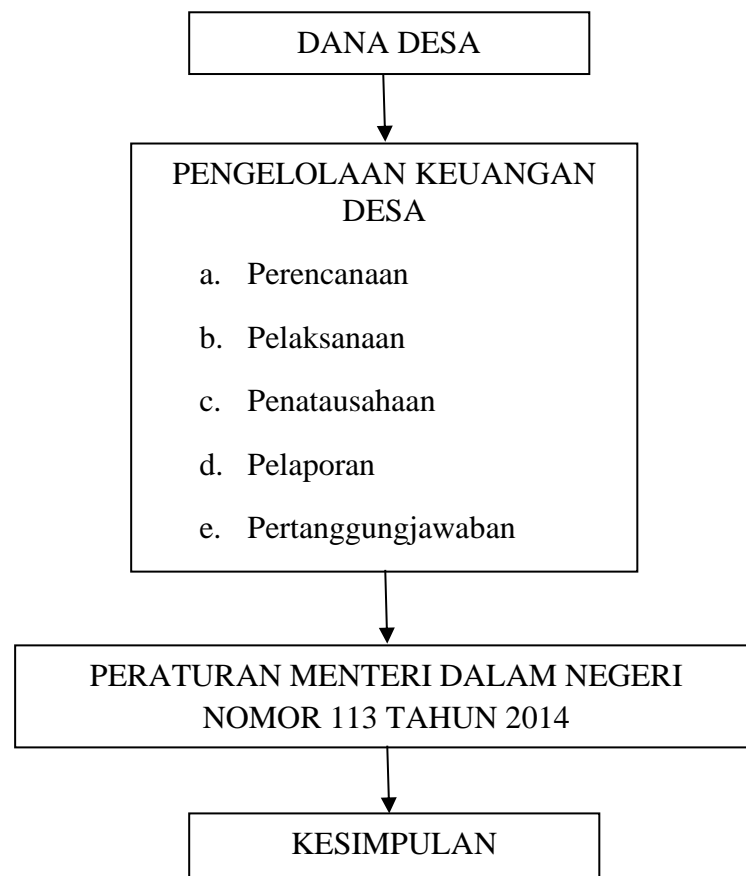 DANA DESA
PENGELOLAAN KEUANGAN
DESA
a. Perencanaan
b. Pelaksanaan
c. Penatausahaan
d. Pelaporan
e. Pertanggungjawaban
PERATURAN MENTERI DALAM NEGERI
NOMOR 113 TAHUN 2014
KESIMPULAN